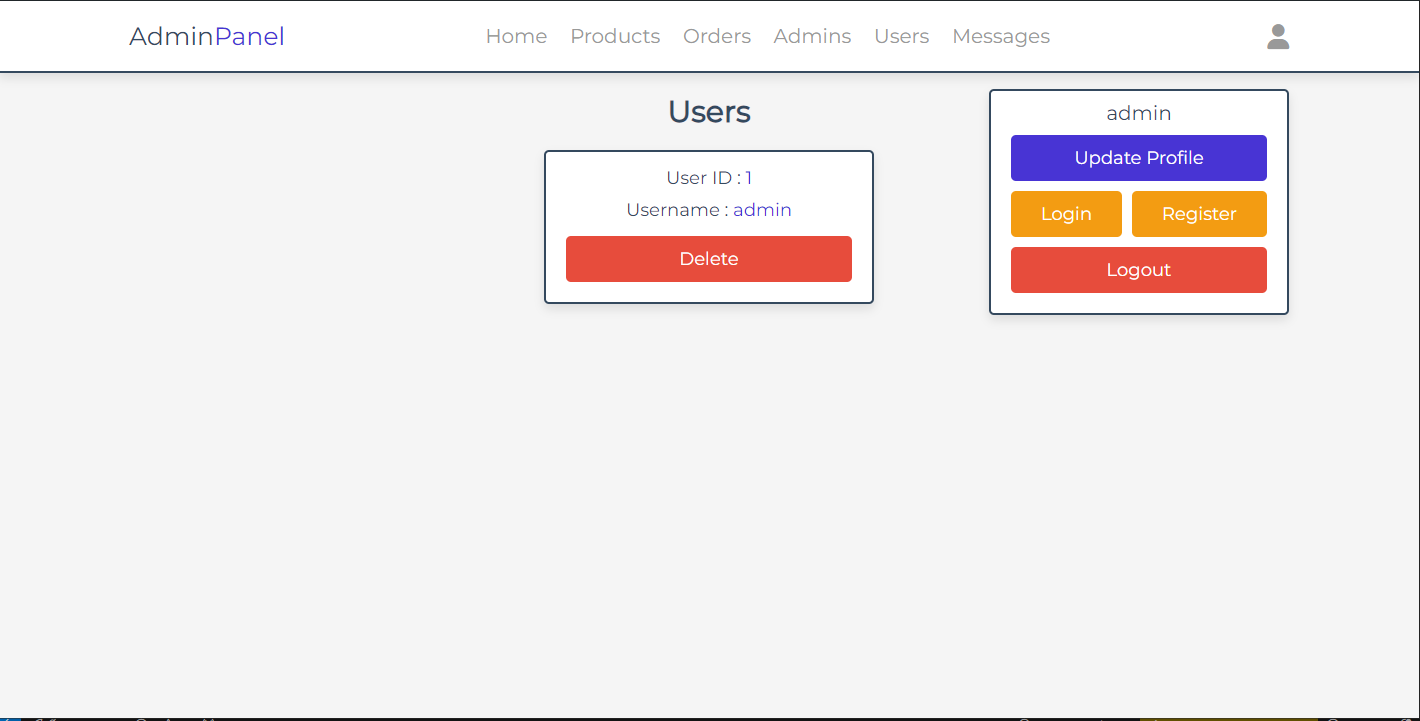 AdminPanel Home Products Orders Admins Users Messages
Users
User ID : 1
Username : admin
Delete
admin
Update Profile
Login Register
Logout